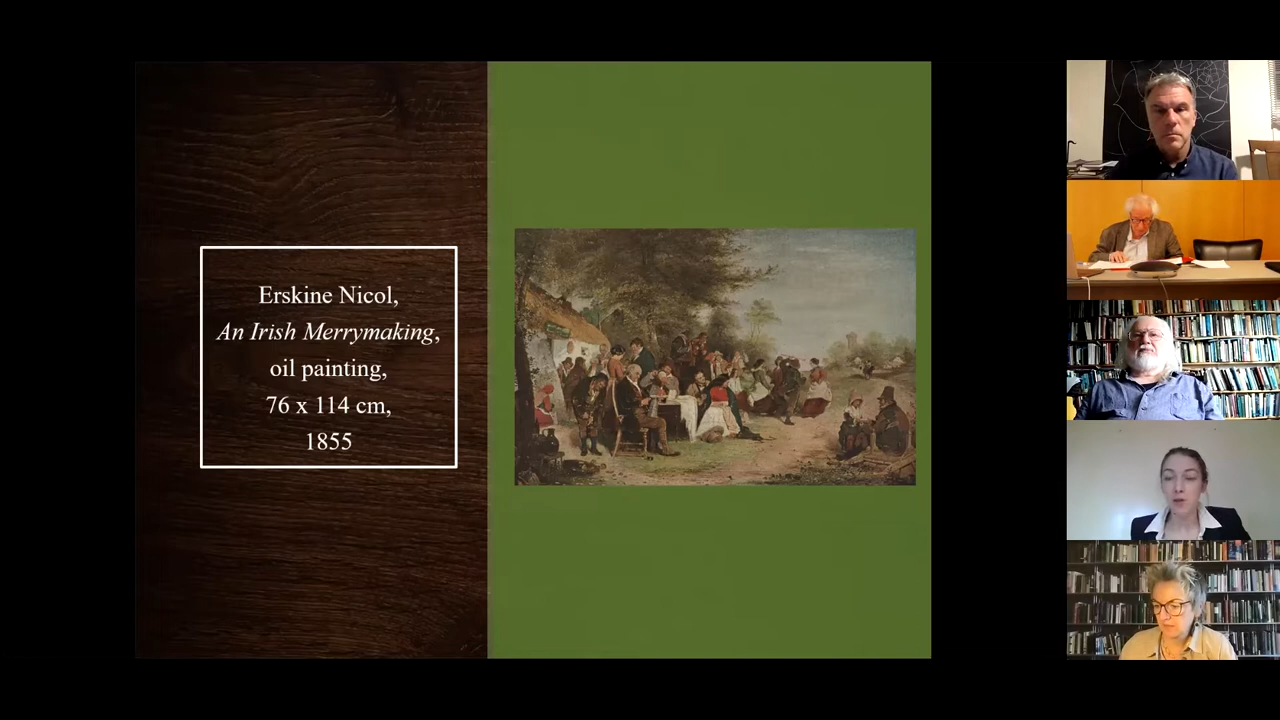 Erskine Nicol,
An Irish Merrymaking,
oil painting,
76 x 114 cm,
1855